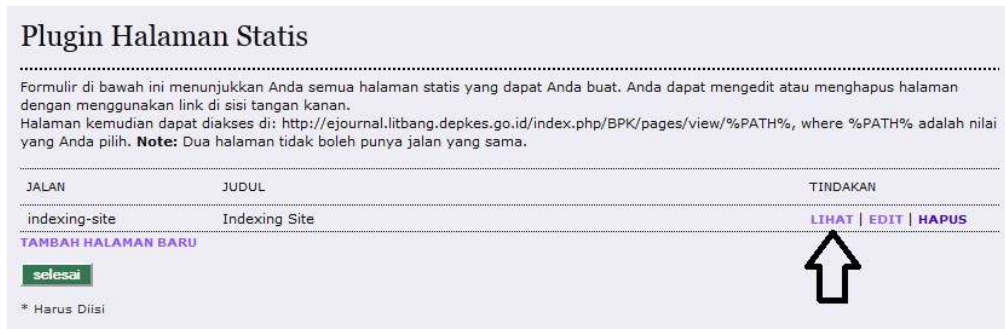 Plugin Halaman Statis
Formulir di bawah ini menunjukkan Anda semua halaman statis yang dapat Anda buat. Anda dapat mengedit atau menghapus halaman
dengan menggunakan link di sisi tangan kanan.
Halaman kemudian dapat diakses di: http://ejournal.litbang.depkes.go.id/index.php/BPK/pages/view/%PATH%, where %PATH% adalah nilai
yang Anda pilih. Note: Dua halaman tidak boleh punya jalan yang sama.
JALAN JUDUL TINDAKAN
indexing-site Indexing Site LIHAT | EDIT | HAPUS
TAMBAH HALAMAN BARU
selesai
* Harus Diisi